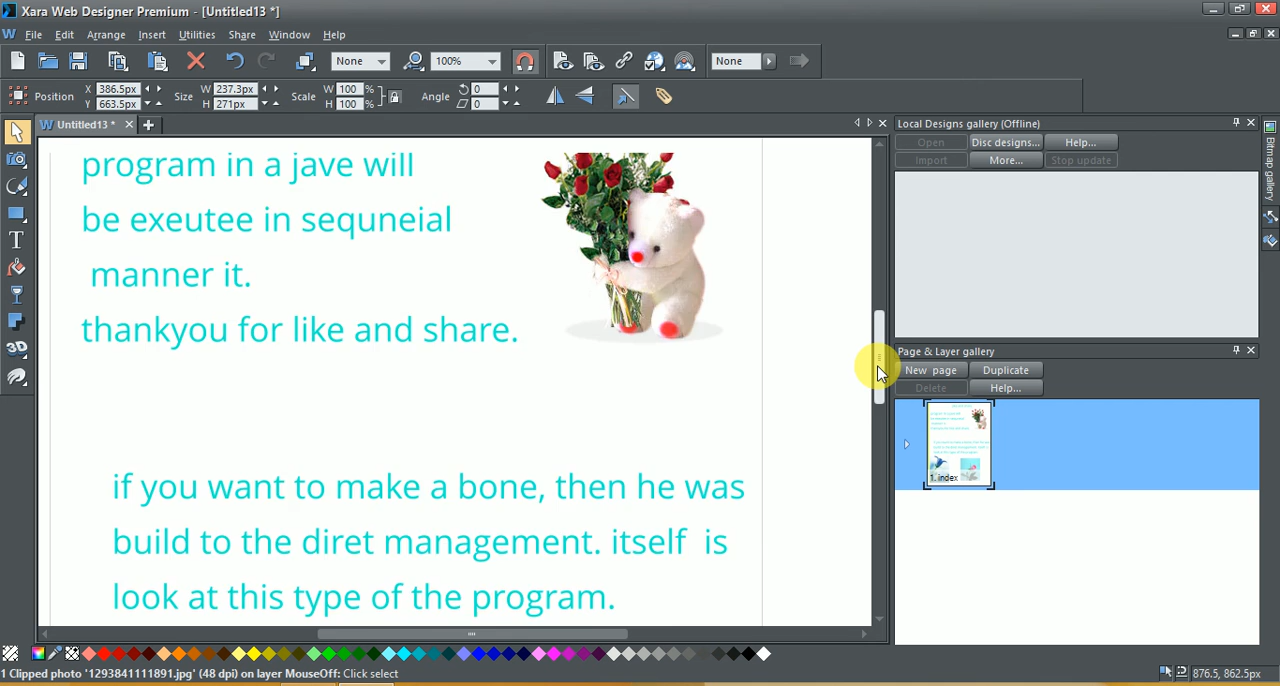 Xara Web Designer Premium - [Untitled13 *]
File Edit Arrange Insert Utilities Share Window Help
None 100% None
Position X 386.5px Y 663.5px Size W 237.3px H 271px Scale W 100 % H 100 % Angle 0 0
Untitled13 *
program in a jave will
be exeutee in sequneial
manner it.
thankyou for like and share.
if you want to make a bone, then he was
build to the diret management. itself is
look at this type of the program.
Local Designs gallery (Offline)
Open Disc designs... Help...
Import More... Stop update
Bitmap gallery
Page & Layer gallery
New page Duplicate
Delete Help...
1. index
1 Clipped photo '1293841111891.jpg' (48 dpi) on layer MouseOff: Click select
876.5, 862.5px